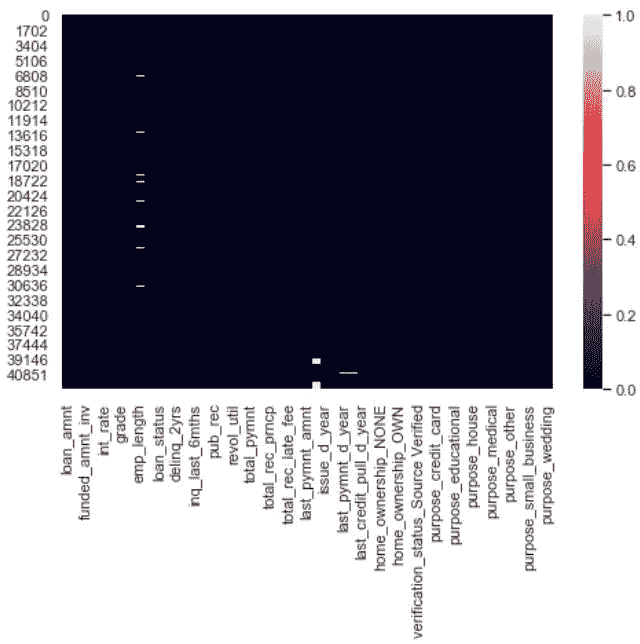 0
1702
3404
5106
6808
8510
10212
11914
13616
15318
17020
18722
20424
22126
23828
25530
27232
28934
30636
32338
34040
35742
37444
39146
40851
1.0
0.8
0.6
0.4
0.2
0.0
loan_amnt
funded_amnt_inv
int_rate
grade
emp_length
loan_status
delinq_2yrs
inq_last_6mths
pub_rec
revol_util
total_pymnt
total_rec_prncp
total_rec_late_fee
last_pymnt_amnt
issue_d_year
last_pymnt_d_year
last_credit_pull_d_year
home_ownership_NONE
home_ownership_OWN
verification_status_Source Verified
purpose_credit_card
purpose_educational
purpose_house
purpose_medical
purpose_other
purpose_small_business
purpose_wedding